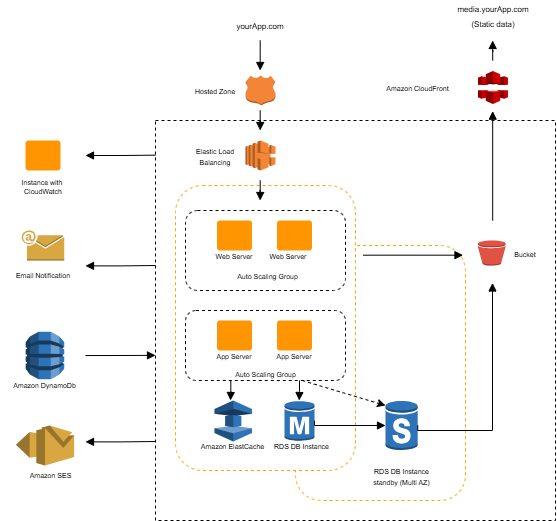 media.yourApp.com
(Static data)
yourApp.com
Hosted Zone
Amazon CloudFront
Elastic Load
Balancing
Instance with
CloudWatch
Web Server
Web Server
Auto Scaling Group
Bucket
@
Email Notification
App Server
App Server
Auto Scaling Group
Amazon DynamoDb
M
S
Amazon ElastCache
RDS DB Instance
RDS DB Instance
standby (Multi AZ)
Amazon SES